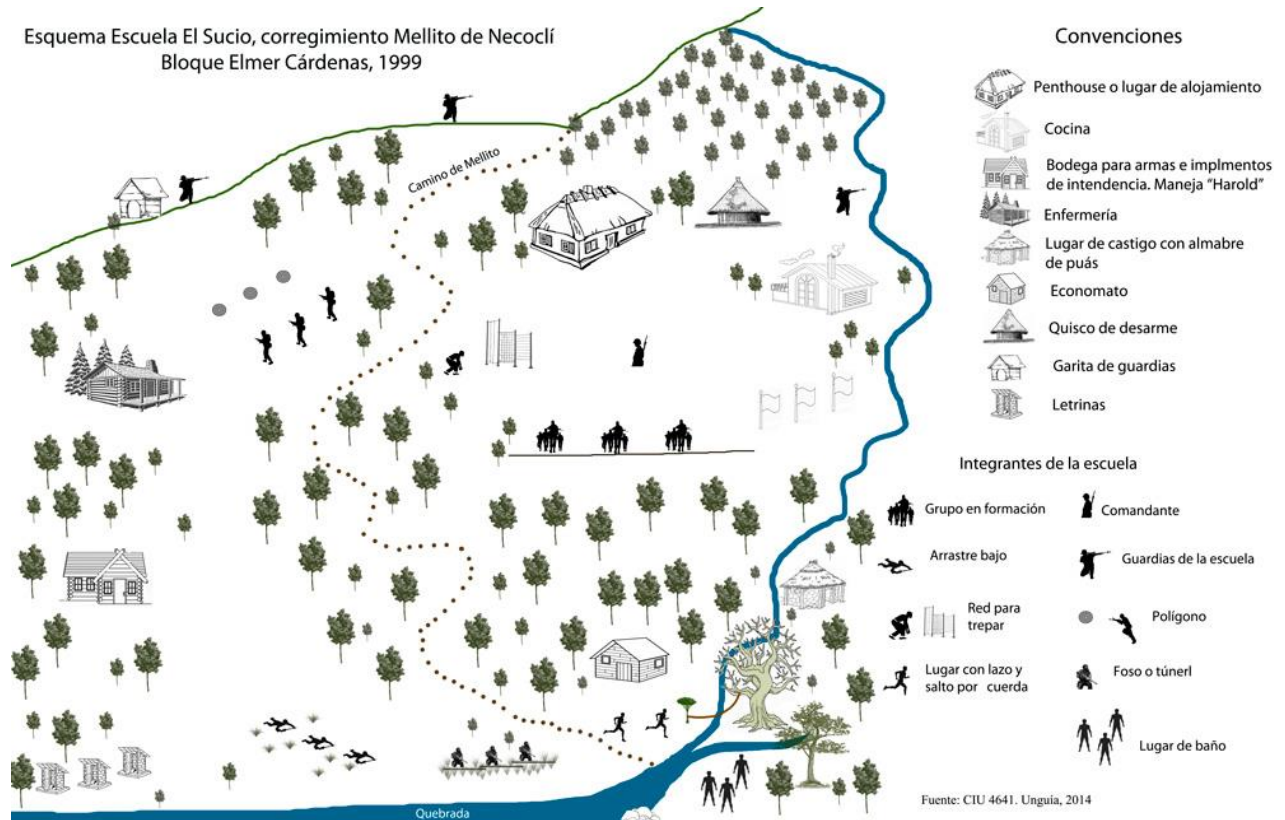 Esquema Escuela El Sucio, corregimiento Mellito de Necoclí
Bloque Elmer Cárdenas, 1999
Camino de Mellito
Quebrada
Convenciones
Penthouse o lugar de alojamiento
Cocina
Bodega para armas e implmentos
de intendencia. Maneja “Harold”
Enfermería
Lugar de castigo con almabre
de puás
Economato
Quisco de desarme
Garita de guardias
Letrinas
Integrantes de la escuela
Grupo en formación
Comandante
Arrastre bajo
Guardias de la escuela
Red para
trepar
Polígono
Lugar con lazo y
salto por cuerda
Foso o túnerl
Lugar de baño
Fuente: CIU 4641. Unguía, 2014